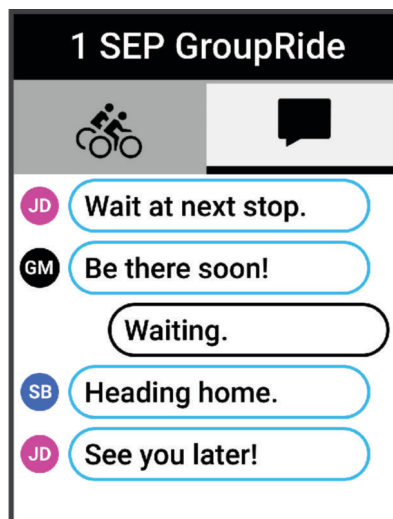 1 SEP GroupRide
JD Wait at next stop.
GM Be there soon!
Waiting.
SB Heading home.
JD See you later!